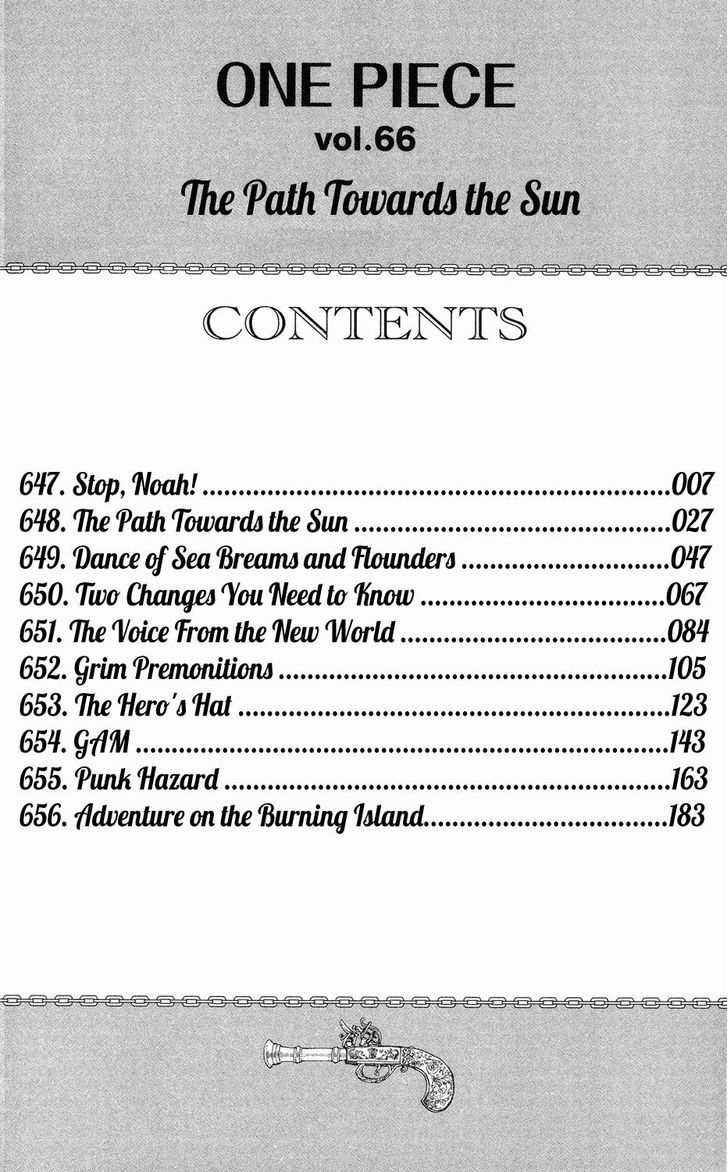 ONE PIECE
vol.66
The Path Towards the Sun
CONTENTS
647. Stop, Noah! ................................................................007
648. The Path Towards the Sun ............................................027
649. Dance of Sea Breams and Flounders .............................047
650. Two Changes You Need to Know ..................................067
651. The Voice From the New World .....................................084
652. Grim Premonitions ......................................................105
653. The Hero's Hat ............................................................123
654. GAM ..........................................................................143
655. Punk Hazard ..............................................................163
656. Adventure on the Burning Island..................................183